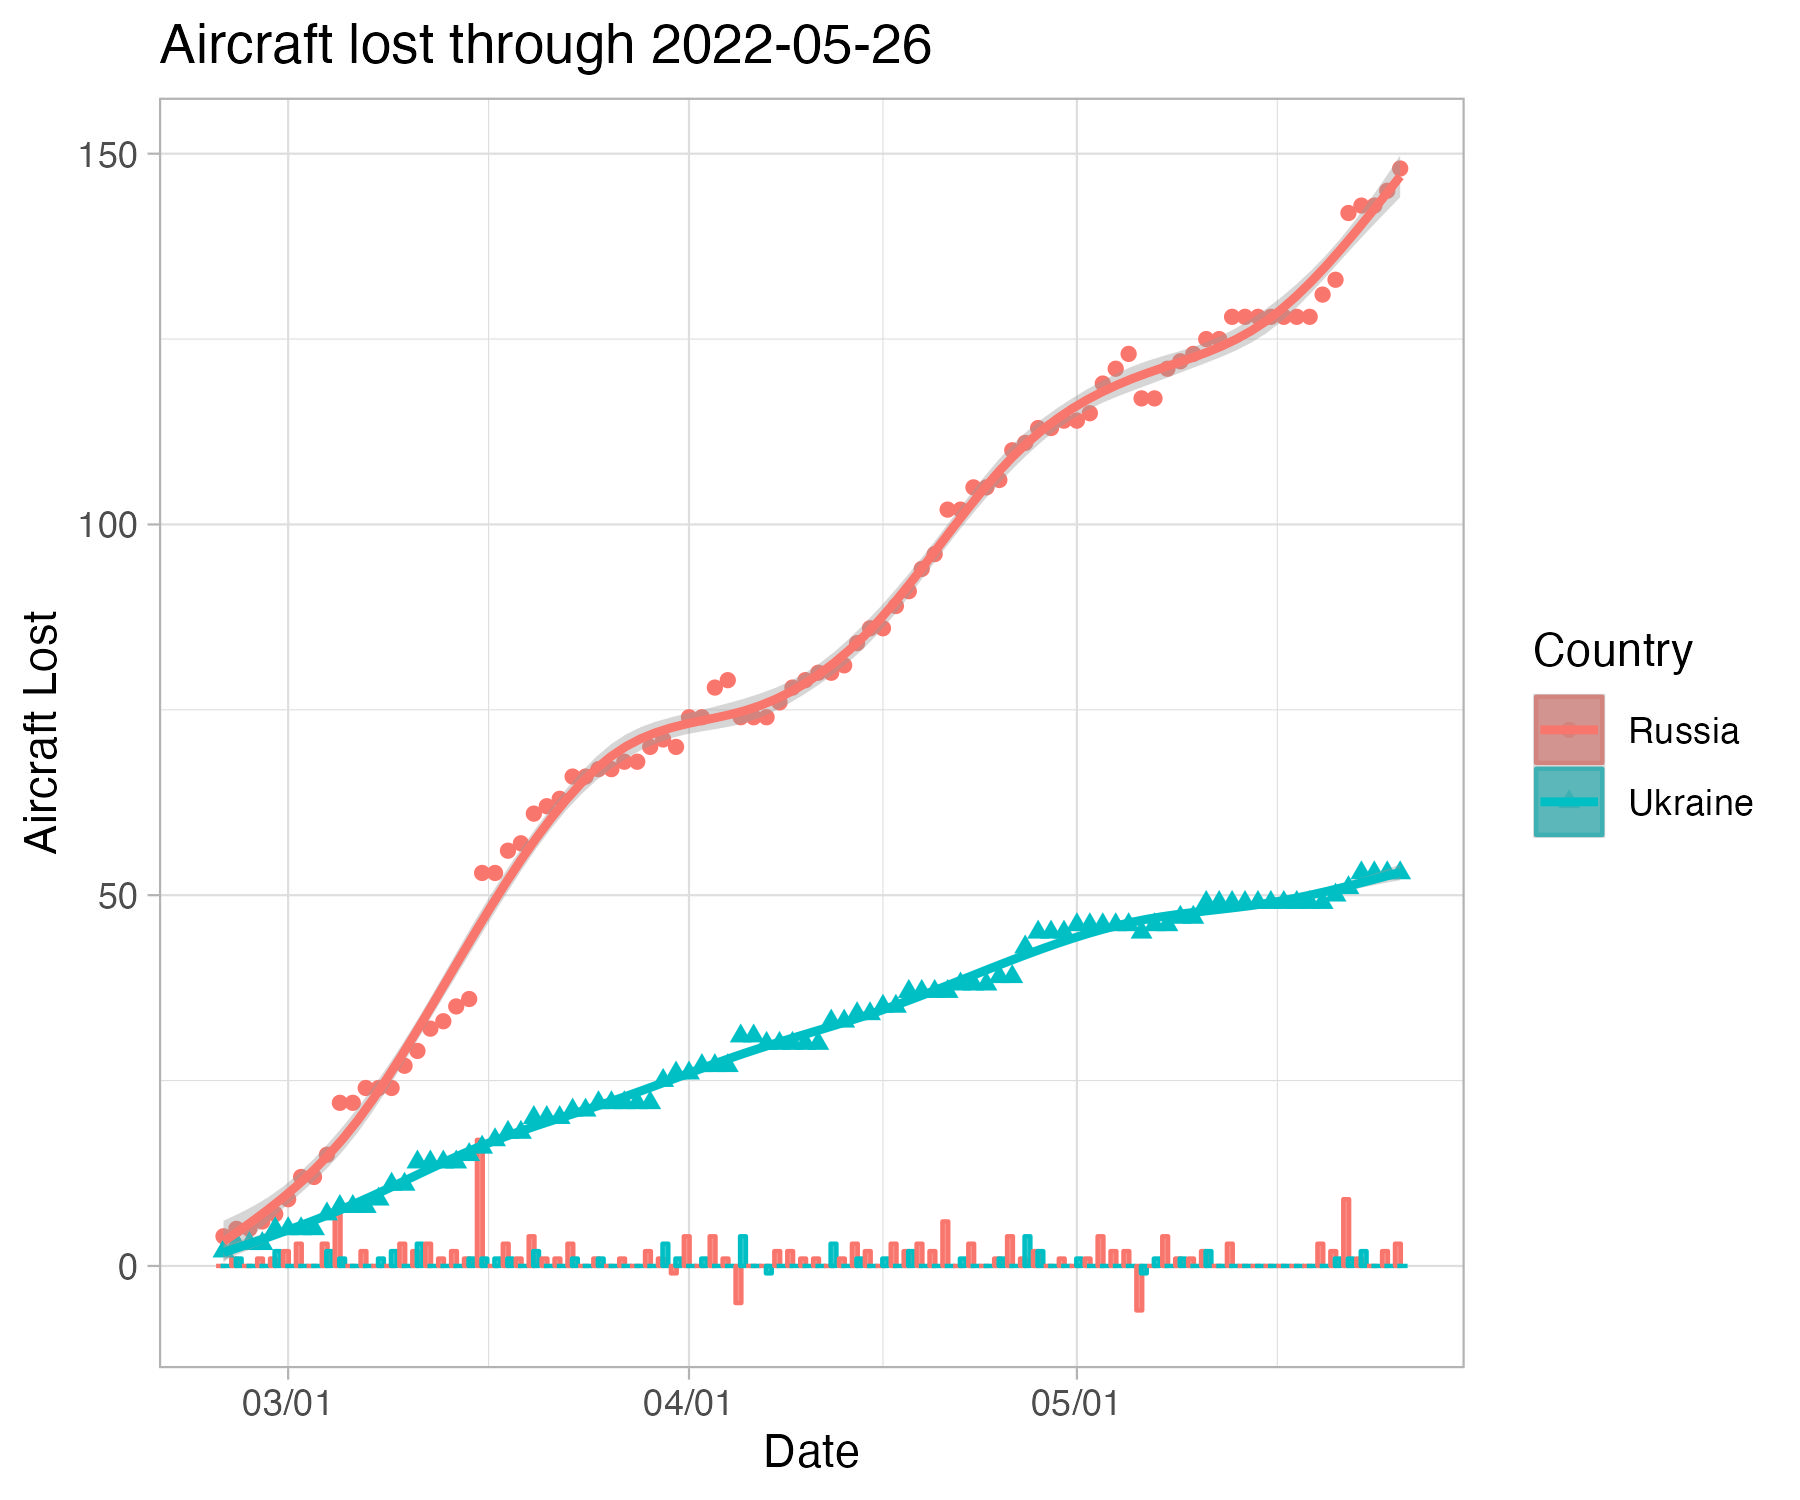 Aircraft lost through 2022-05-26
Aircraft Lost
150
100
50
0
03/01 04/01 05/01
Date
Country
Russia
Ukraine